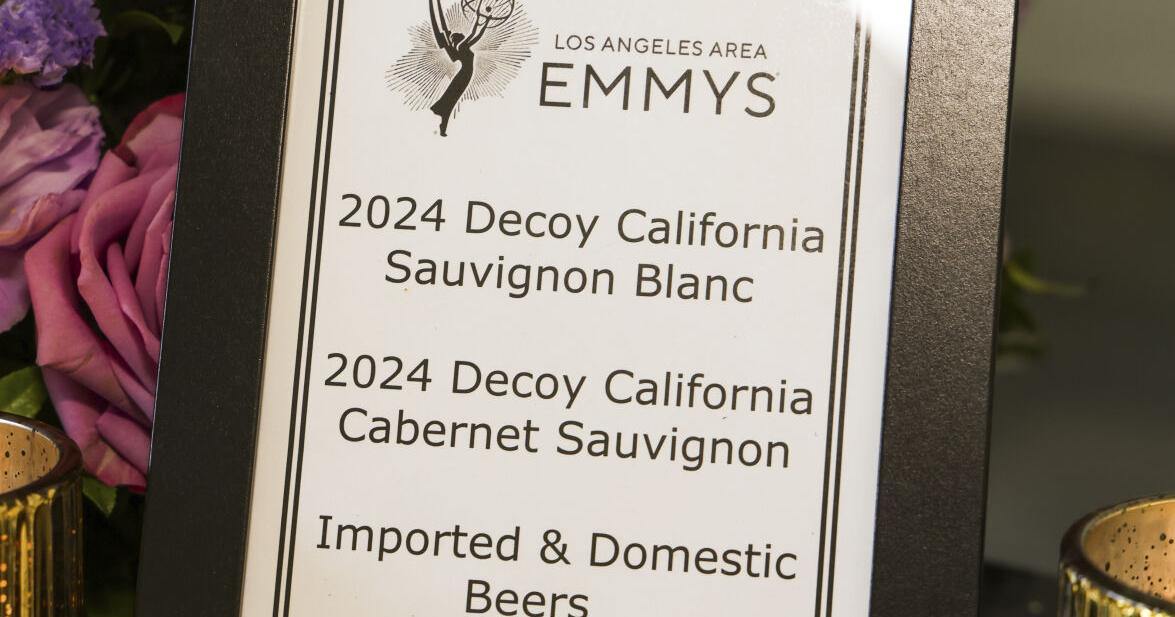 LOS ANGELES AREA
EMMYS
2024 Decoy California
Sauvignon Blanc
2024 Decoy California
Cabernet Sauvignon
Imported & Domestic
Beers